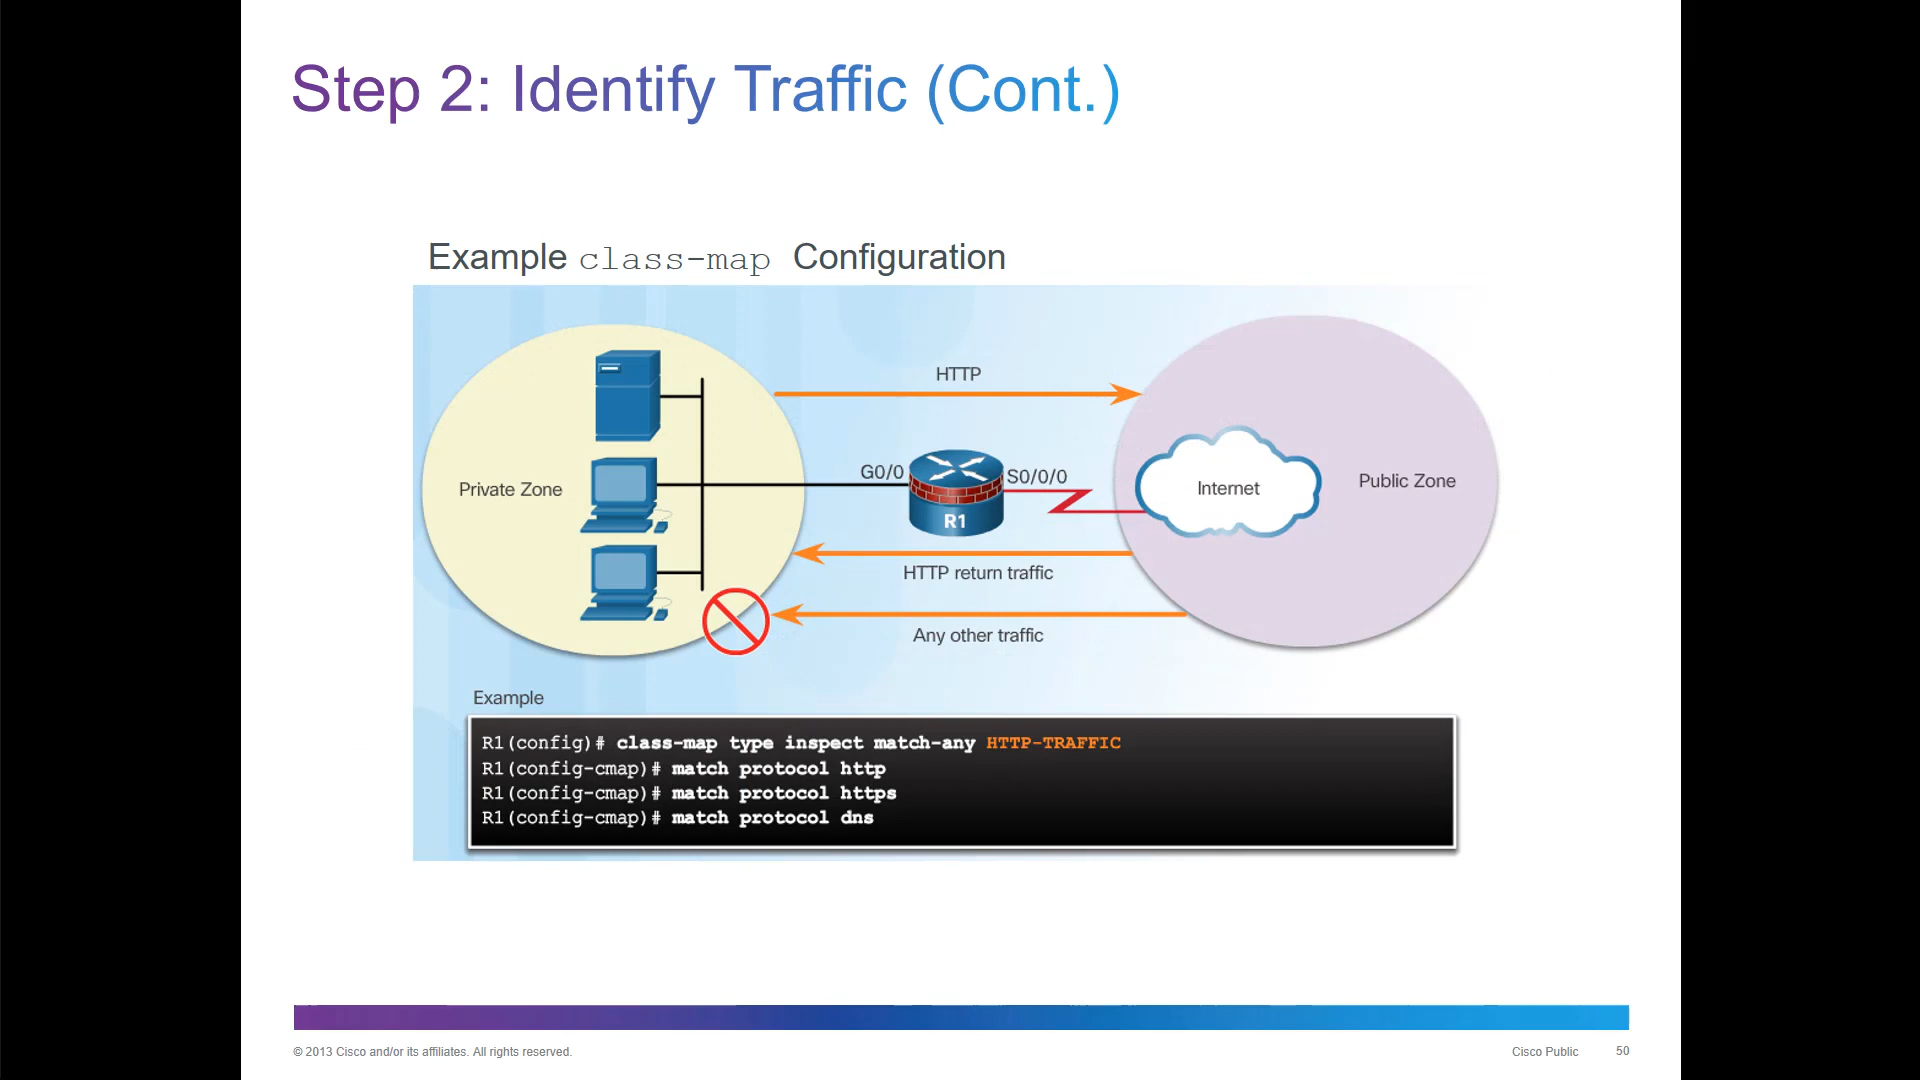 Step 2: Identify Traffic (Cont.)
Example class-map Configuration
HTTP
G0/0
S0/0/0
Private Zone
R1
Internet
Public Zone
HTTP return traffic
Any other traffic
Example
R1(config)# class-map type inspect match-any HTTP-TRAFFIC
R1(config-cmap)# match protocol http
R1(config-cmap)# match protocol https
R1(config-cmap)# match protocol dns
© 2013 Cisco and/or its affiliates. All rights reserved.
Cisco Public
50